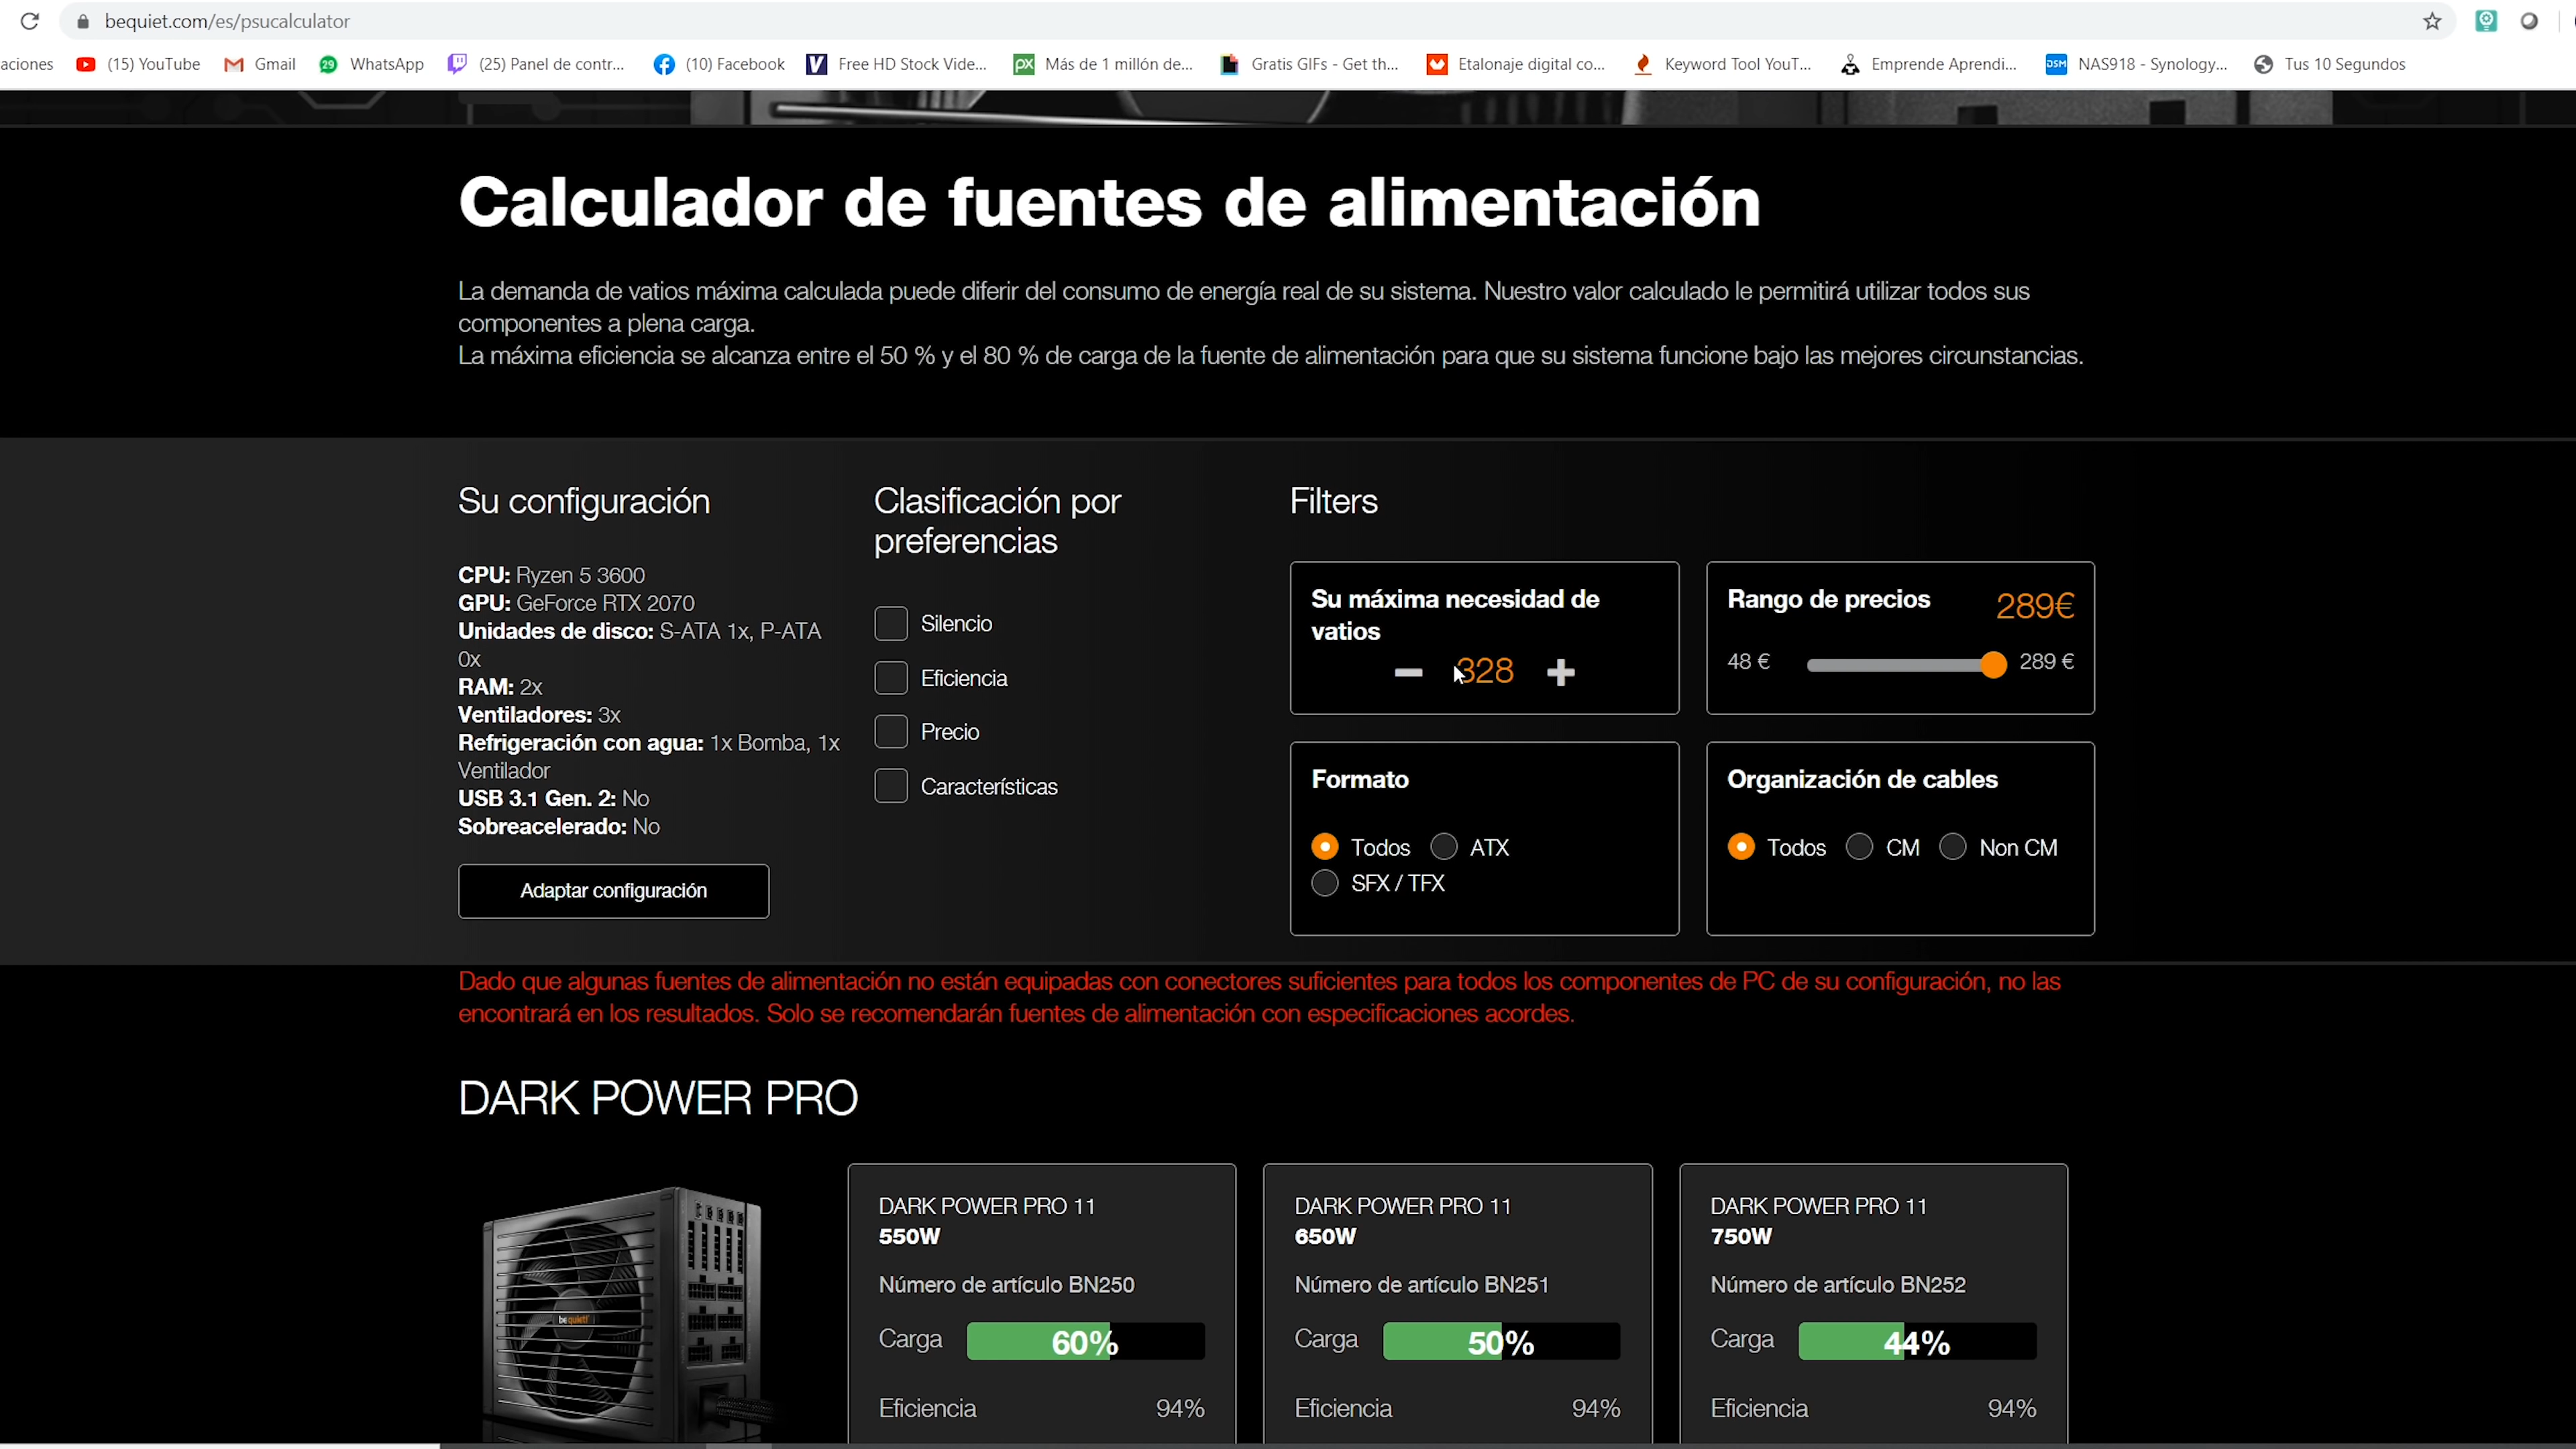 bequiet.com/es/psucalculator
aciones (15) YouTube Gmail WhatsApp (25) Panel de contr... (10) Facebook Free HD Stock Vide... Más de 1 millón de... Gratis GIFs - Get th... Etalonaje digital co... Keyword Tool YouT... Emprende Aprendi... NAS918 - Synology... Tus 10 Segundos
Calculador de fuentes de alimentación
La demanda de vatios máxima calculada puede diferir del consumo de energía real de su sistema. Nuestro valor calculado le permitirá utilizar todos sus
componentes a plena carga.
La máxima eficiencia se alcanza entre el 50 % y el 80 % de carga de la fuente de alimentación para que su sistema funcione bajo las mejores circunstancias.
Su configuración
CPU: Ryzen 5 3600
GPU: GeForce RTX 2070
Unidades de disco: S-ATA 1x, P-ATA
0x
RAM: 2x
Ventiladores: 3x
Refrigeración con agua: 1x Bomba, 1x
Ventilador
USB 3.1 Gen. 2: No
Sobreacelerado: No
Adaptar configuración
Clasificación por
preferencias
Silencio
Eficiencia
Precio
Características
Filters
Su máxima necesidad de
vatios
328
Rango de precios 289€
48 € 289 €
Formato
Todos ATX
SFX / TFX
Organización de cables
Todos CM Non CM
Dado que algunas fuentes de alimentación no están equipadas con conectores suficientes para todos los componentes de PC de su configuración, no las
encontrará en los resultados. Solo se recomendarán fuentes de alimentación con especificaciones acordes.
DARK POWER PRO
be quiet!
DARK POWER PRO 11
550W
Número de artículo BN250
Carga 60%
Eficiencia 94%
DARK POWER PRO 11
650W
Número de artículo BN251
Carga 50%
Eficiencia 94%
DARK POWER PRO 11
750W
Número de artículo BN252
Carga 44%
Eficiencia 94%